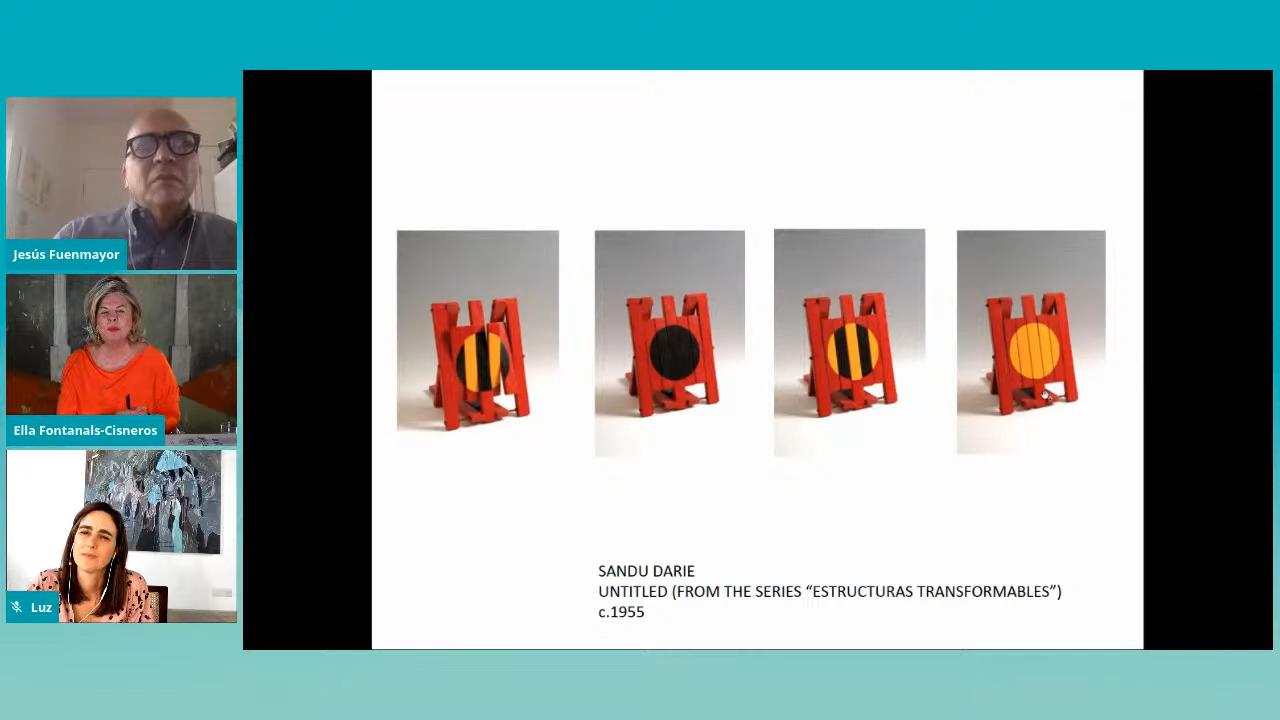 Jesús Fuenmayor
Ella Fontanals-Cisneros
Luz
SANDU DARIE
UNTITLED (FROM THE SERIES “ESTRUCTURAS TRANSFORMABLES”)
c.1955